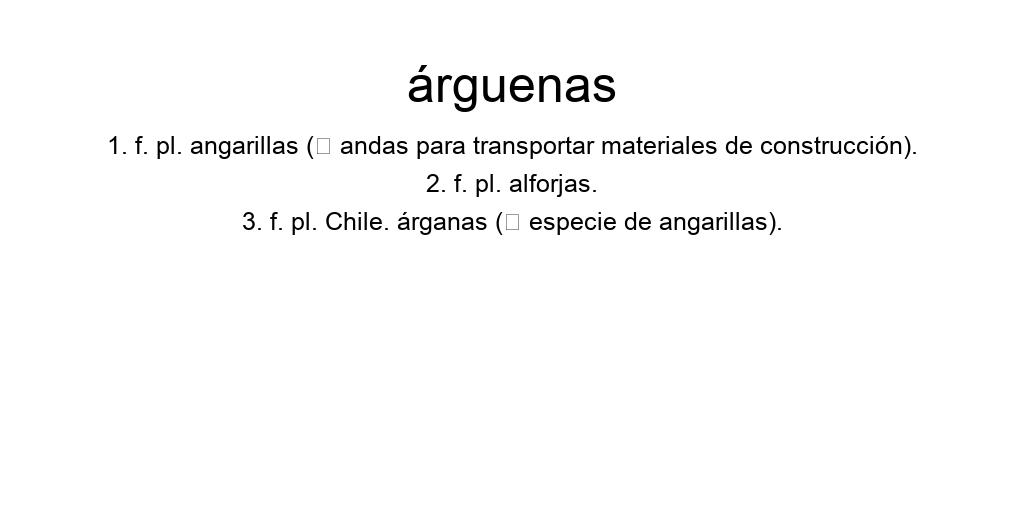 árguenas
1. f. pl. angarillas (□ andas para transportar materiales de construcción).
2. f. pl. alforjas.
3. f. pl. Chile. árganas (□ especie de angarillas).